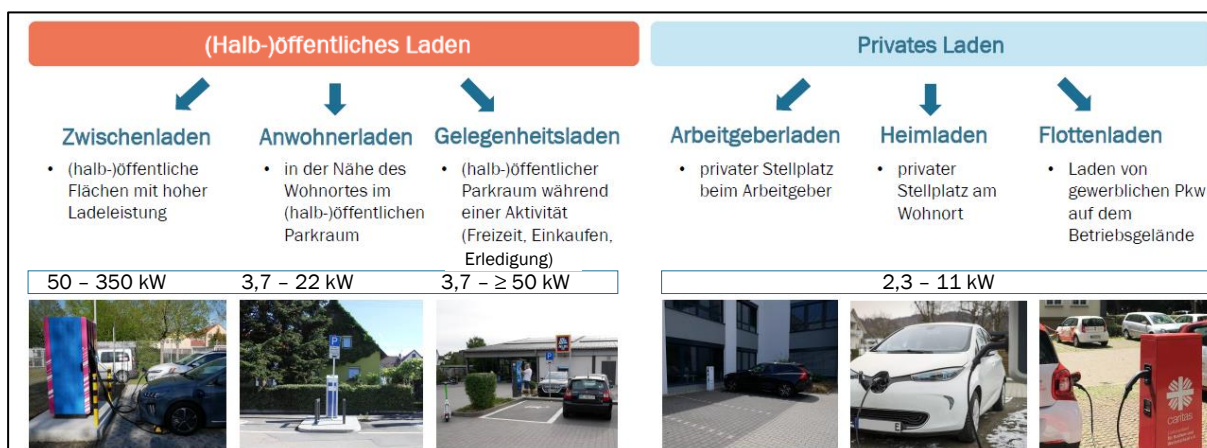 (Halb-)öffentliches Laden
Privates Laden
Zwischenladen
• (halb-)öffentliche
Flächen mit hoher
Ladeleistung
Anwohnerladen
• in der Nähe des
Wohnortes im
(halb-)öffentlichen
Parkraum
Gelegenheitsladen
• (halb-)öffentlicher
Parkraum während
einer Aktivität
(Freizeit, Einkaufen,
Erledigung)
Arbeitgeberladen
• privater Stellplatz
beim Arbeitgeber
Heimladen
• privater
Stellplatz am
Wohnort
Flottenladen
• Laden von
gewerblichen Pkw
auf dem
Betriebsgelände
50 – 350 kW
3,7 – 22 kW
3,7 – ≥ 50 kW
2,3 – 11 kW
P
P
caritas